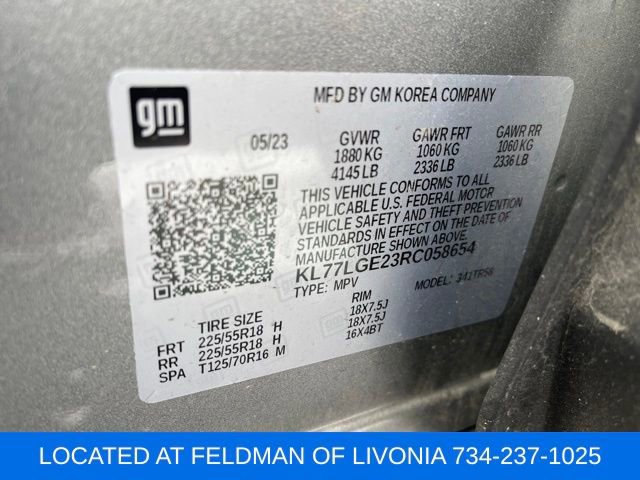 gm
MFD BY GM KOREA COMPANY
05/23 GVWR GAWR FRT GAWR RR
1880 KG 1060 KG 1060 KG
4145 LB 2336 LB 2336 LB
THIS VEHICLE CONFORMS TO ALL
APPLICABLE U.S. FEDERAL MOTOR
VEHICLE SAFETY AND THEFT PREVENTION
STANDARDS IN EFFECT ON THE DATE OF
MANUFACTURE SHOWN ABOVE.
KL77LGE23RC058654
TYPE: MPV MODEL: 341TR56
TIRE SIZE RIM
FRT 225/55R18 H 18X7.5J
RR 225/55R18 H 18X7.5J
SPA T125/70R16 M 16X4BT
LOCATED AT FELDMAN OF LIVONIA 734-237-1025